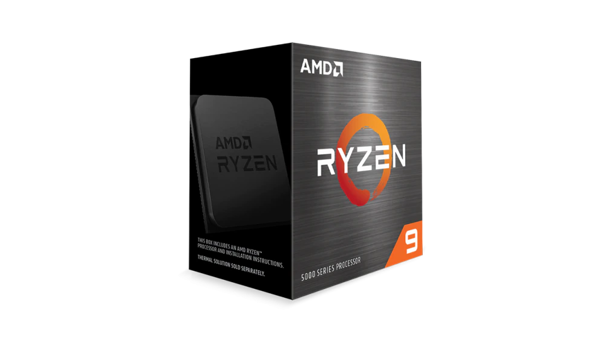 AMD
RYZEN
9
5000 SERIES PROCESSOR
AMD
RYZEN
THIS BOX INCLUDES AN AMD RYZEN™
PROCESSOR AND INSTALLATION INSTRUCTIONS.
THERMAL SOLUTION SOLD SEPARATELY.